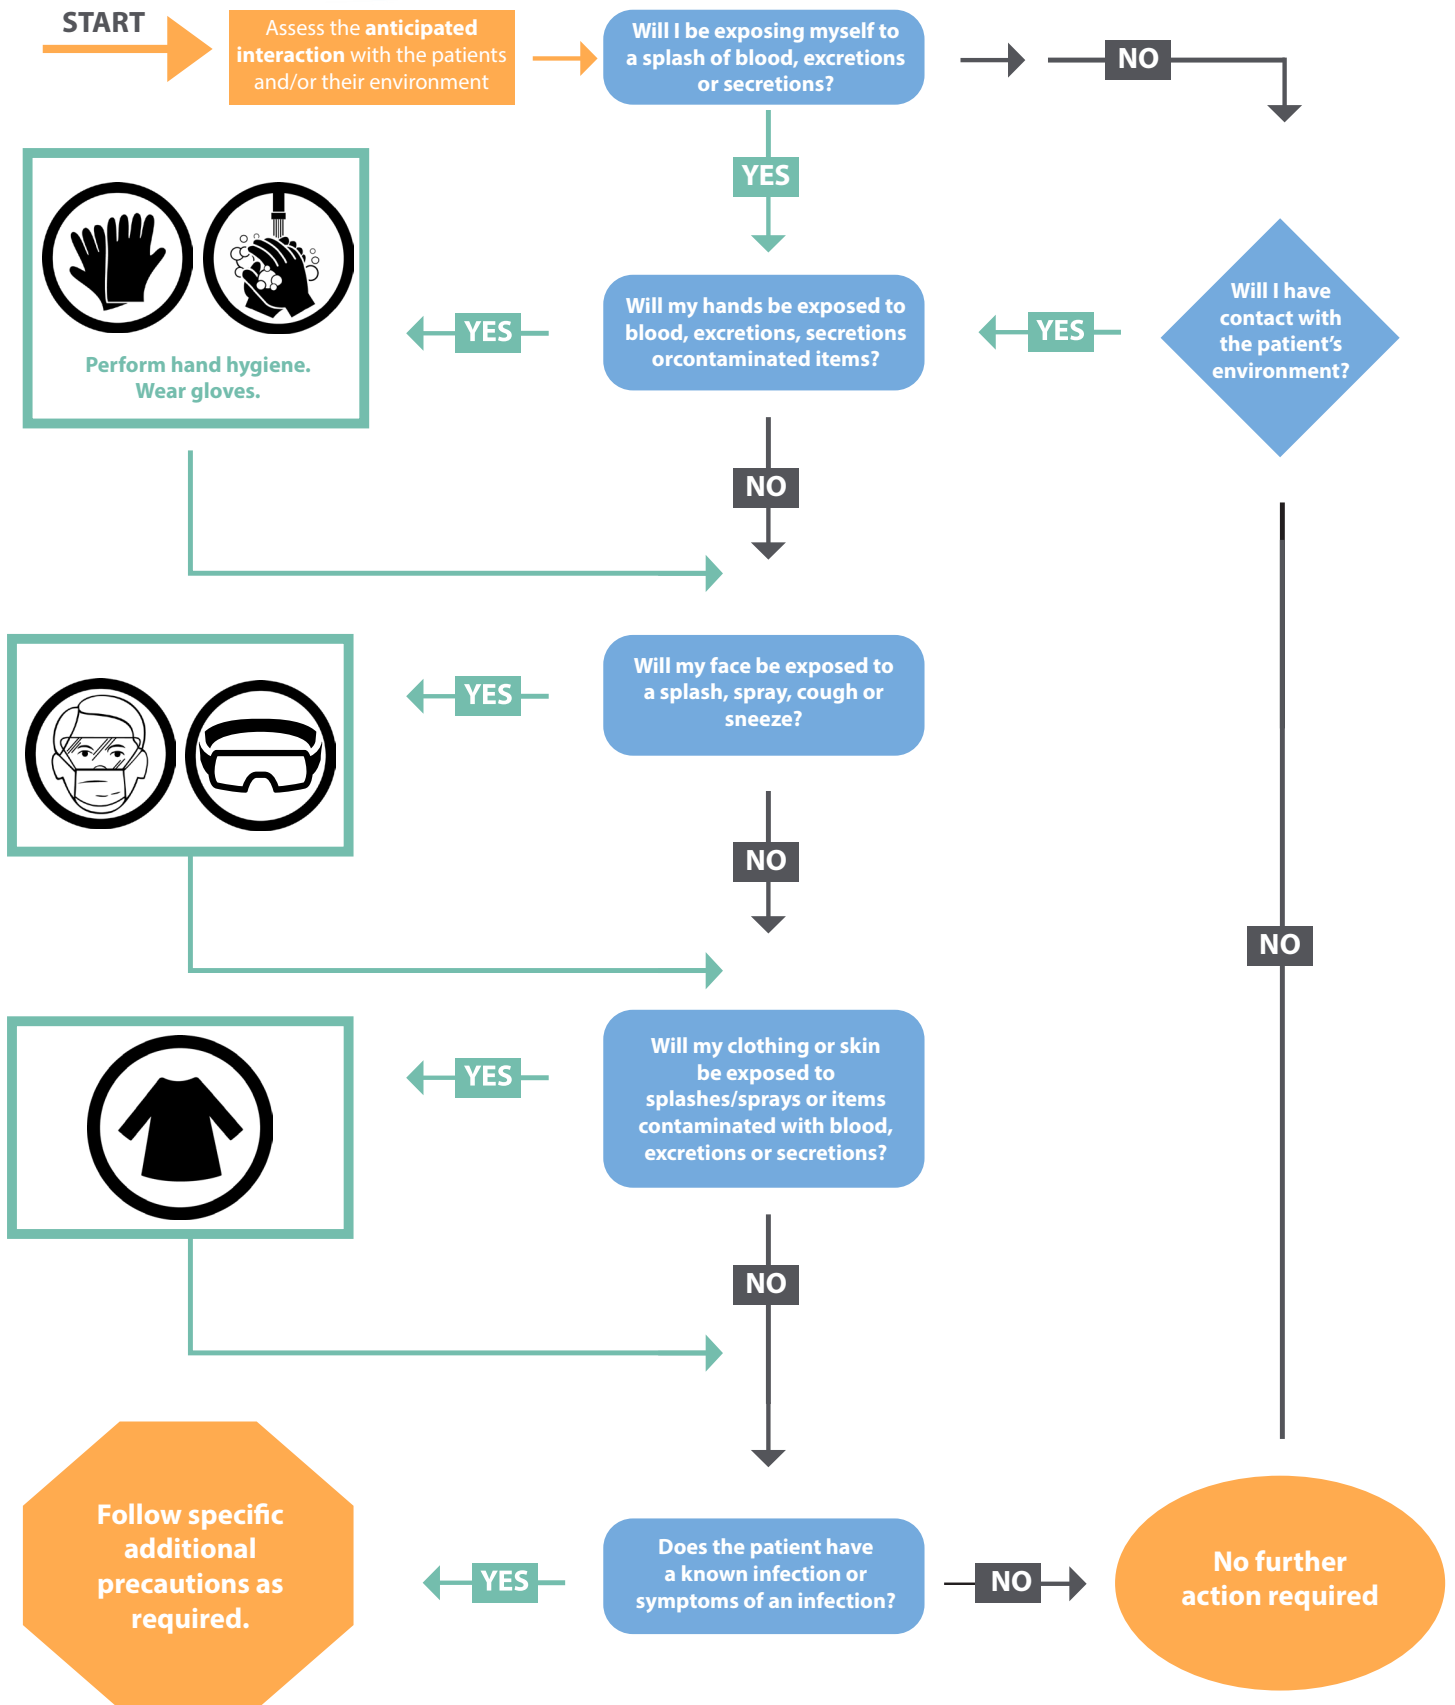 START
Assess the anticipated
interaction with the patients
and/or their environment
Will I be exposing myself to
a splash of blood, excretions
or secretions?
NO
YES
Perform hand hygiene.
Wear gloves.
YES
Will my hands be exposed to
blood, excretions, secretions
orcontaminated items?
YES
Will I have
contact with
the patient’s
environment?
NO
YES
Will my face be exposed to
a splash, spray, cough or
sneeze?
NO
NO
YES
Will my clothing or skin
be exposed to
splashes/sprays or items
contaminated with blood,
excretions or secretions?
NO
Follow specific
additional
precautions as
required.
YES
Does the patient have
a known infection or
symptoms of an infection?
NO
No further
action required